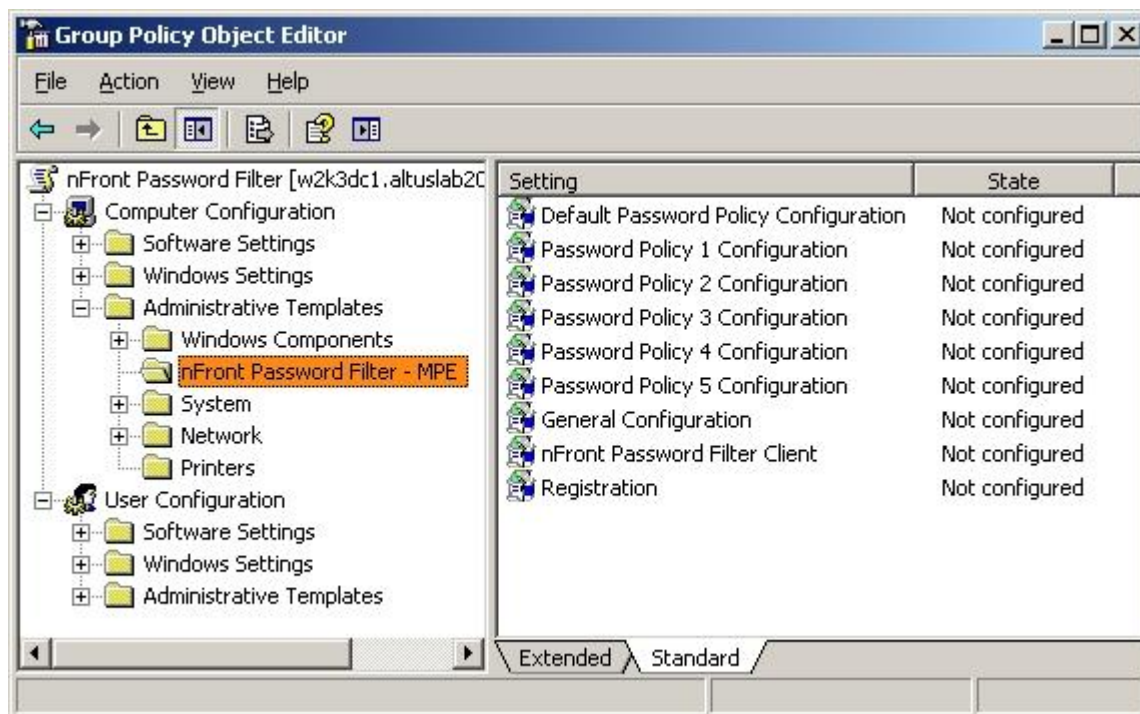 Group Policy Object Editor
File Action View Help
nFront Password Filter [w2k3dc1.altuslab20
Computer Configuration
Software Settings
Windows Settings
Administrative Templates
Windows Components
nFront Password Filter - MPE
System
Network
Printers
User Configuration
Software Settings
Windows Settings
Administrative Templates
Setting State
Default Password Policy Configuration Not configured
Password Policy 1 Configuration Not configured
Password Policy 2 Configuration Not configured
Password Policy 3 Configuration Not configured
Password Policy 4 Configuration Not configured
Password Policy 5 Configuration Not configured
General Configuration Not configured
nFront Password Filter Client Not configured
Registration Not configured
Extended Standard